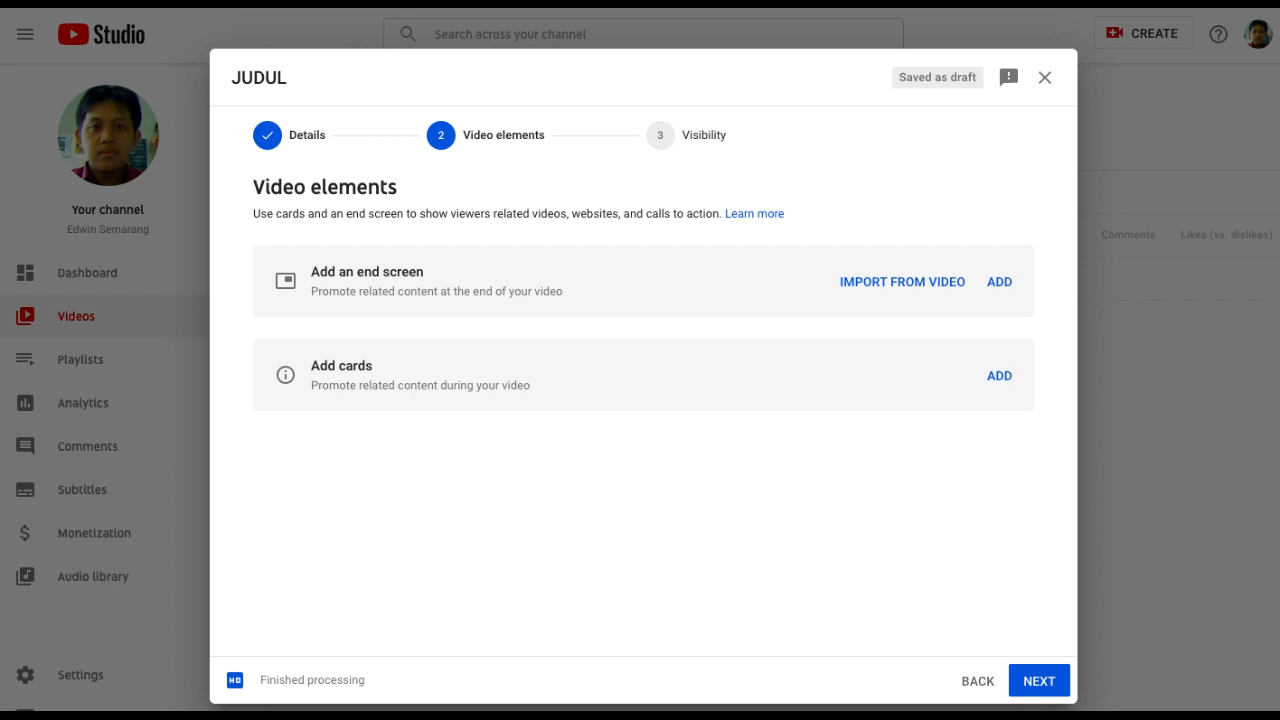 Studio
Search across your channel
CREATE
JUDUL
Saved as draft
Details
2
Video elements
3
Visibility
Video elements
Use cards and an end screen to show viewers related videos, websites, and calls to action. Learn more
Add an end screen
Promote related content at the end of your video
IMPORT FROM VIDEO
ADD
Add cards
Promote related content during your video
ADD
HD
Finished processing
BACK
NEXT
Your channel
Edwin Semarang
Dashboard
Videos
Playlists
Analytics
Comments
Subtitles
Monetization
Audio library
Settings
Comments
Likes (vs. dislikes)